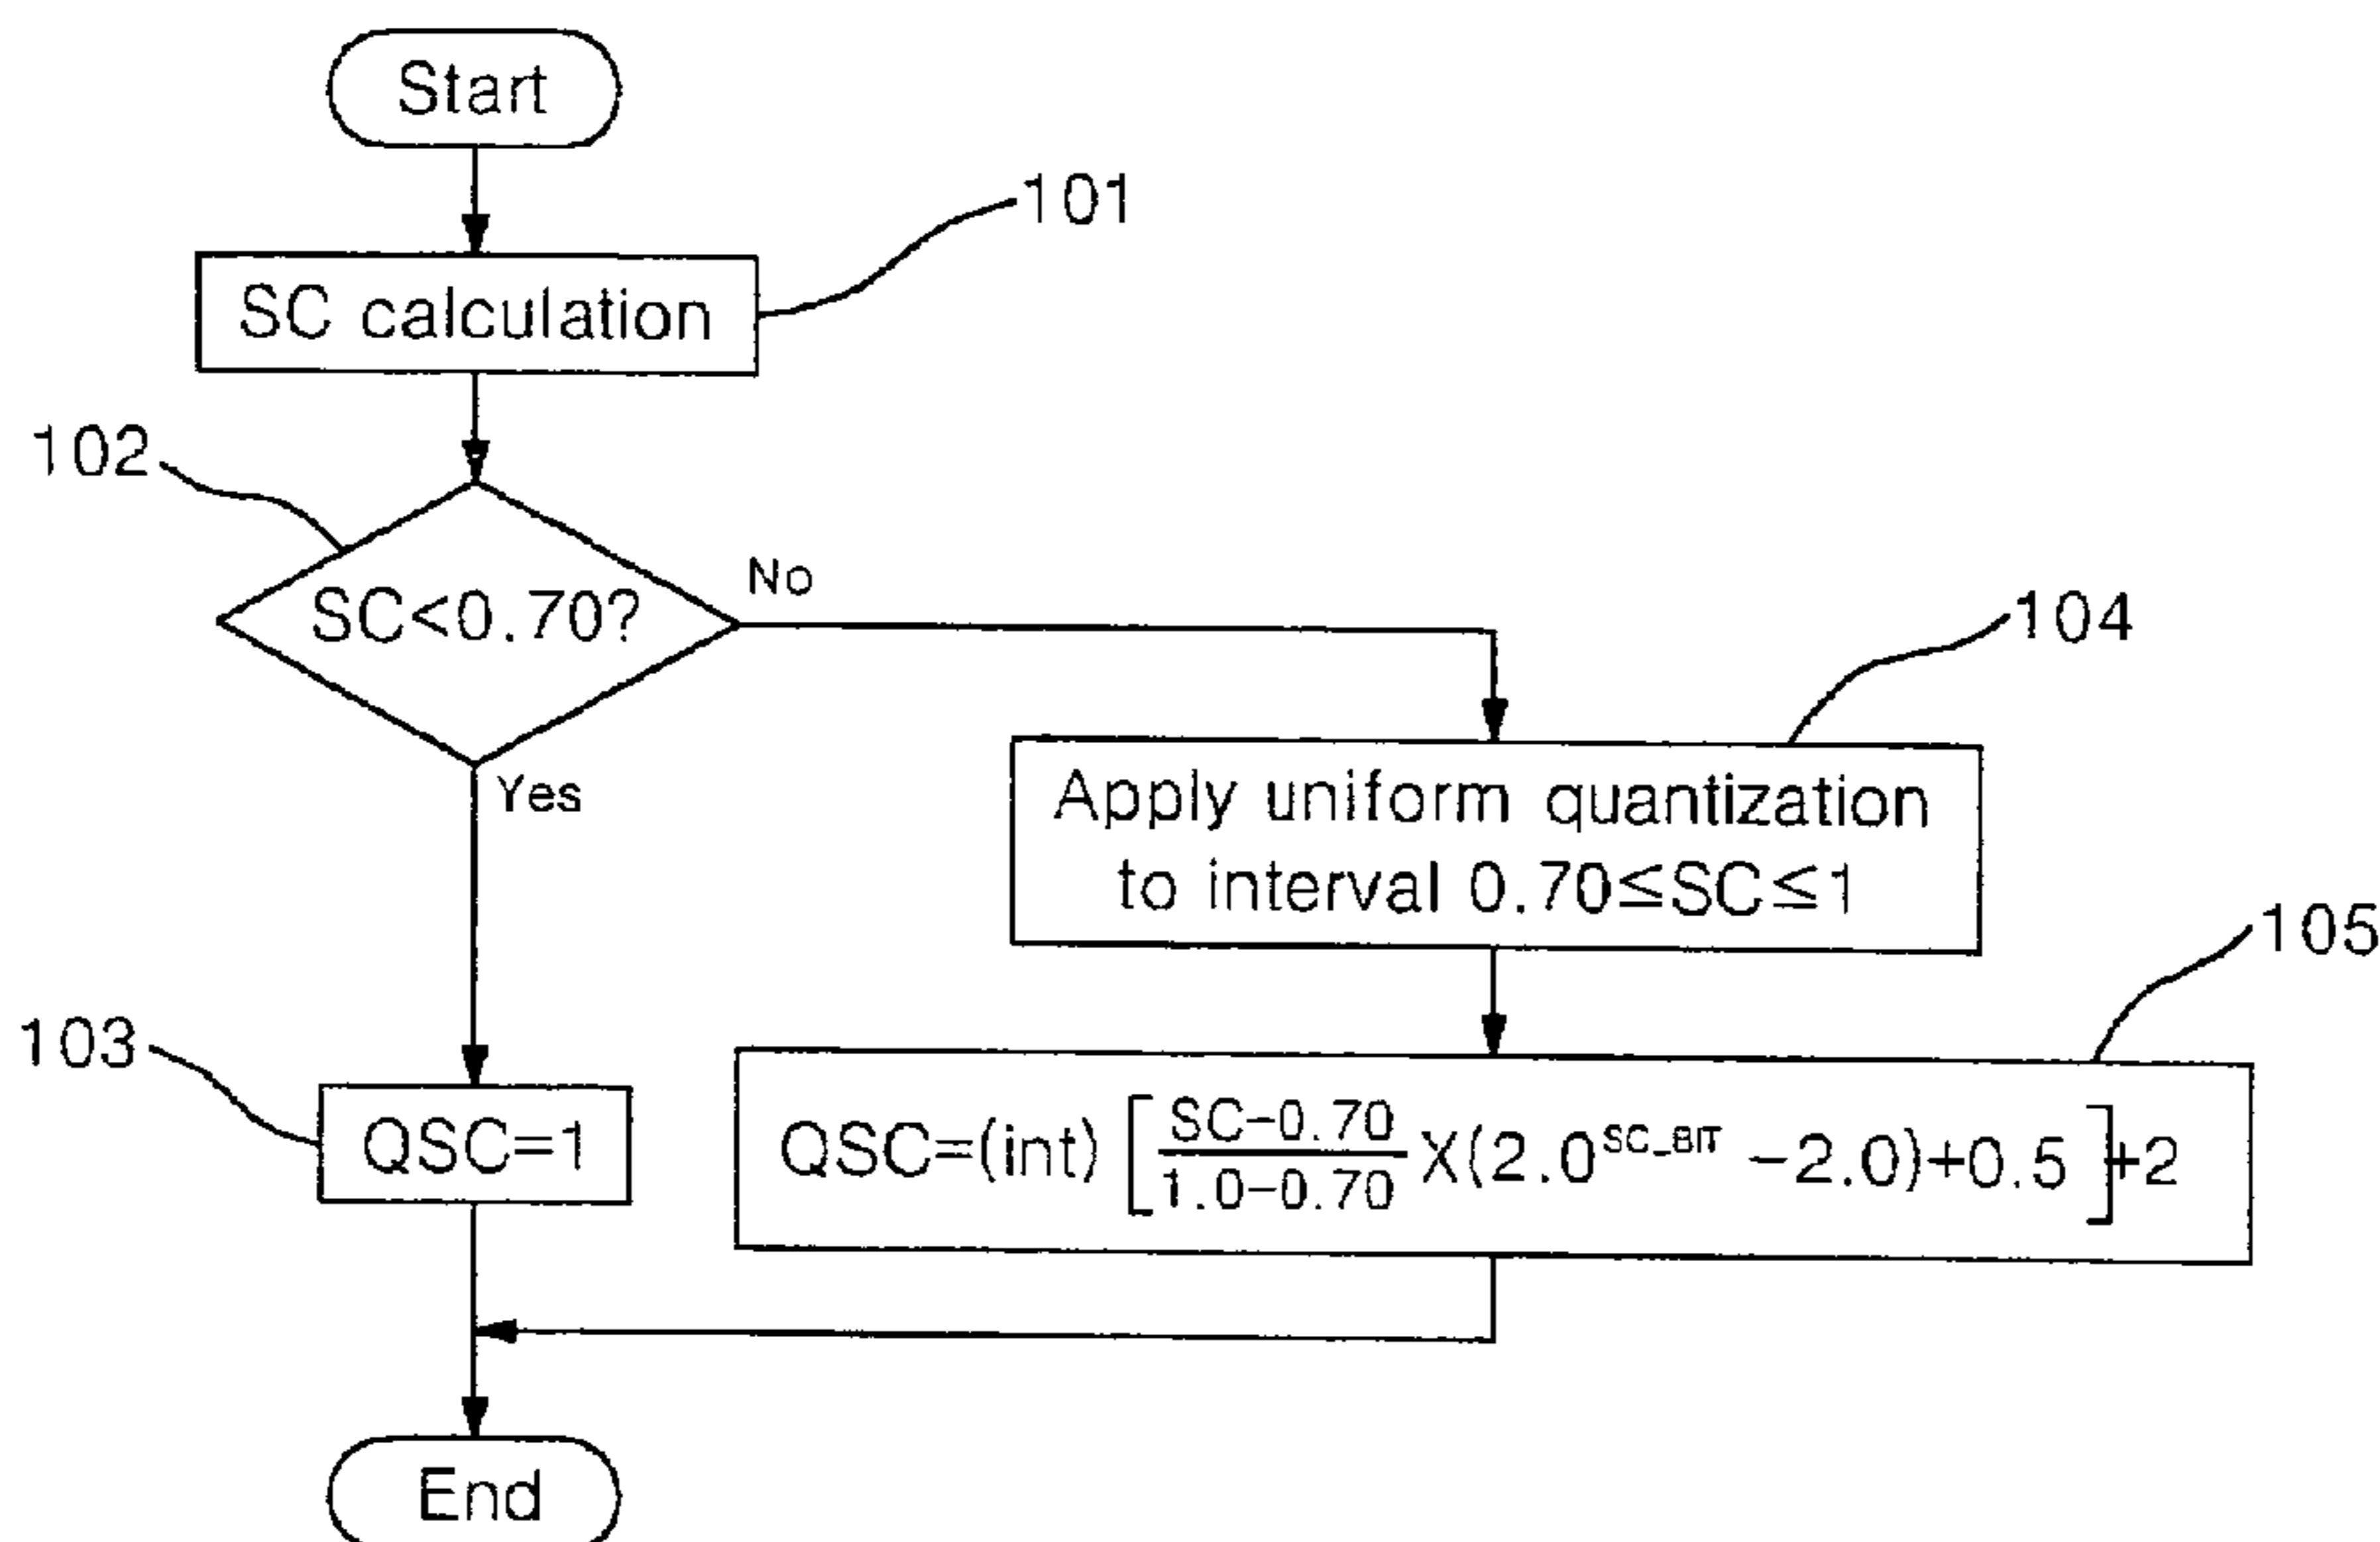 Start
101
SC calculation
102
SC<0.70?
No
Yes
104
Apply uniform quantization
to interval 0.70≦SC≦1
105
103
QSC=1
QSC=(int)[SC-0.70/1.0-0.70 X(2.0^SC_BIT -2.0)+0.5]+2
End